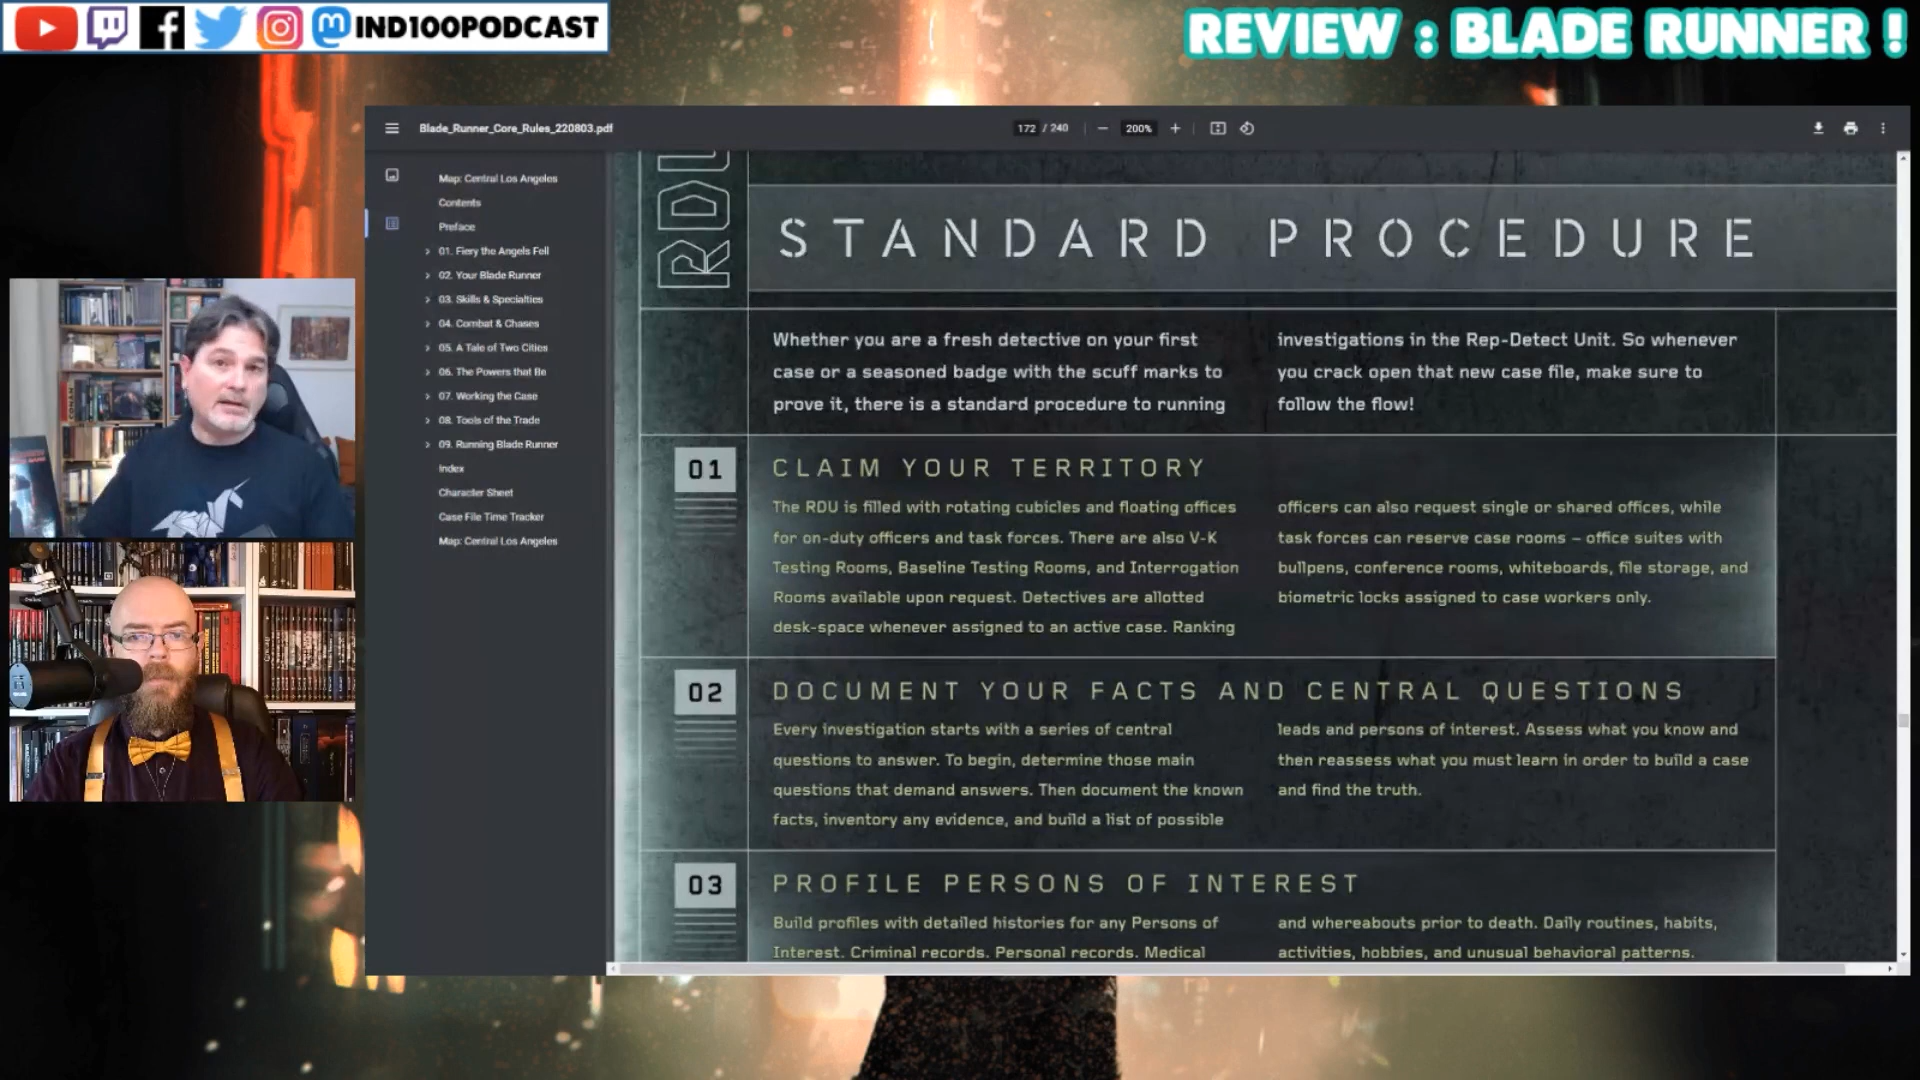 IND100PODCAST
REVIEW : BLADE RUNNER !
Blade_Runner_Core_Rules_220803.pdf
172 / 240
200%
Map: Central Los Angeles
Contents
Preface
01. Fiery the Angels Fell
02. Your Blade Runner
03. Skills & Specialties
04. Combat & Chases
05. A Tale of Two Cities
06. The Powers that Be
07. Working the Case
08. Tools of the Trade
09. Running Blade Runner
Index
Character Sheet
Case File Time Tracker
Map: Central Los Angeles
RDU
STANDARD PROCEDURE
Whether you are a fresh detective on your first
case or a seasoned badge with the scuff marks to
prove it, there is a standard procedure to running
investigations in the Rep-Detect Unit. So whenever
you crack open that new case file, make sure to
follow the flow!
01
CLAIM YOUR TERRITORY
The RDU is filled with rotating cubicles and floating offices
for on-duty officers and task forces. There are also V-K
Testing Rooms, Baseline Testing Rooms, and Interrogation
Rooms available upon request. Detectives are allotted
desk-space whenever assigned to an active case. Ranking
officers can also request single or shared offices, while
task forces can reserve case rooms – office suites with
bullpens, conference rooms, whiteboards, file storage, and
biometric locks assigned to case workers only.
02
DOCUMENT YOUR FACTS AND CENTRAL QUESTIONS
Every investigation starts with a series of central
questions to answer. To begin, determine those main
questions that demand answers. Then document the known
facts, inventory any evidence, and build a list of possible
leads and persons of interest. Assess what you know and
then reassess what you must learn in order to build a case
and find the truth.
03
PROFILE PERSONS OF INTEREST
Build profiles with detailed histories for any Persons of
Interest. Criminal records. Personal records. Medical
and whereabouts prior to death. Daily routines, habits,
activities, hobbies, and unusual behavioral patterns.